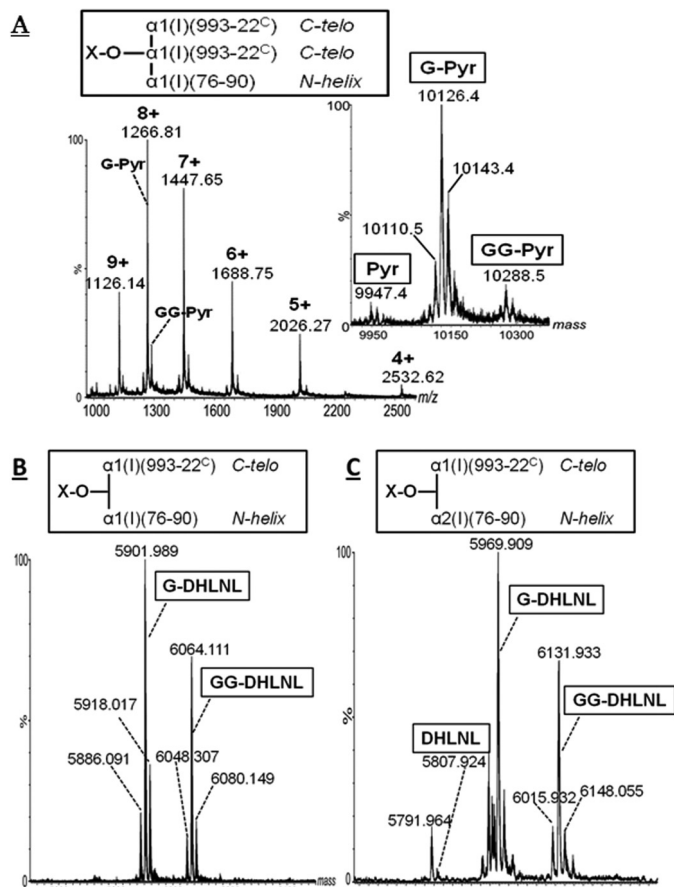 A
α1(I)(993-22ᶜ) C-telo
X-O α1(I)(993-22ᶜ) C-telo
α1(I)(76-90) N-helix
8+
1266.81
G-Pyr
7+
1447.65
9+
1126.14
GG-Pyr
6+
1688.75
5+
2026.27
4+
2532.62
100
%
1000 1300 1600 1900 2200 2500 m/z
G-Pyr
10126.4
100
10143.4
10110.5
%
Pyr
9947.4
GG-Pyr
10288.5
9950 10150 10300 mass
B
α1(I)(993-22ᶜ) C-telo
X-O
α1(I)(76-90) N-helix
100
5901.989
G-DHLNL
6064.111
GG-DHLNL
5918.017
5886.091
6048.307
6080.149
%
mass
C
α1(I)(993-22ᶜ) C-telo
X-O
α2(I)(76-90) N-helix
100
5969.909
G-DHLNL
6131.933
GG-DHLNL
DHLNL
5807.924
5791.964
6015.932
6148.055
%
mass